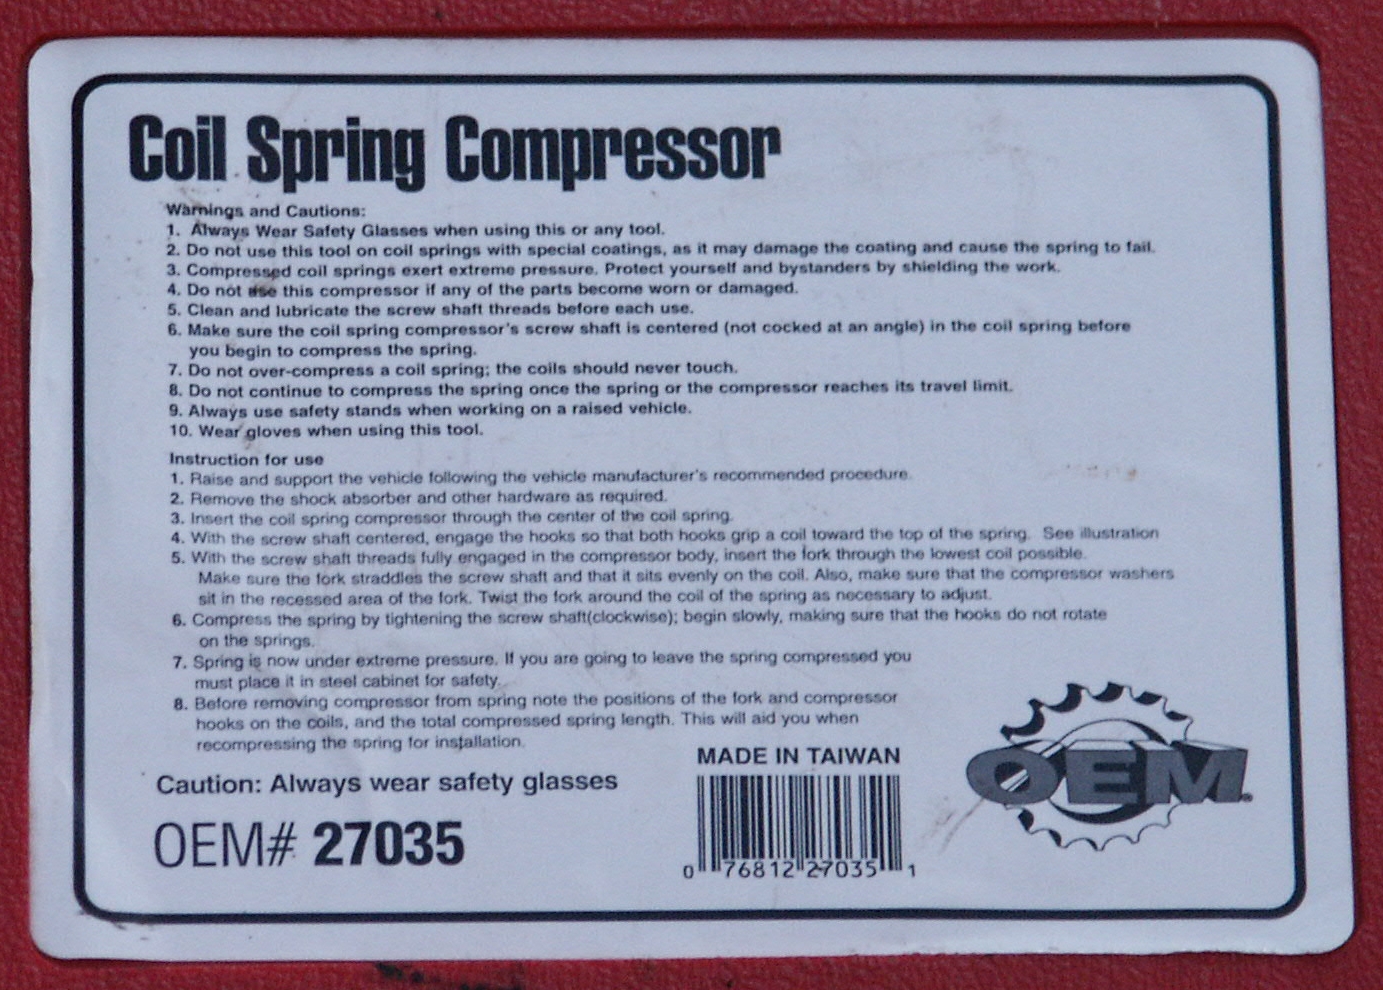 Coil Spring Compressor
Warnings and Cautions:
1. Always Wear Safety Glasses when using this or any tool.
2. Do not use this tool on coil springs with special coatings, as it may damage the coating and cause the spring to fail.
3. Compressed coil springs exert extreme pressure. Protect yourself and bystanders by shielding the work.
4. Do not use this compressor if any of the parts become worn or damaged.
5. Clean and lubricate the screw shaft threads before each use.
6. Make sure the coil spring compressor's screw shaft is centered (not cocked at an angle) in the coil spring before
you begin to compress the spring.
7. Do not over-compress a coil spring; the coils should never touch.
8. Do not continue to compress the spring once the spring or the compressor reaches its travel limit.
9. Always use safety stands when working on a raised vehicle.
10. Wear gloves when using this tool.
Instruction for use
1. Raise and support the vehicle following the vehicle manufacturer's recommended procedure.
2. Remove the shock absorber and other hardware as required.
3. Insert the coil spring compressor through the center of the coil spring.
4. With the screw shaft centered, engage the hooks so that both hooks grip a coil toward the top of the spring. See illustration
5. With the screw shaft threads fully engaged in the compressor body, insert the fork through the lowest coil possible.
Make sure the fork straddles the screw shaft and that it sits evenly on the coil. Also, make sure that the compressor washers
sit in the recessed area of the fork. Twist the fork around the coil of the spring as necessary to adjust.
6. Compress the spring by tightening the screw shaft(clockwise); begin slowly, making sure that the hooks do not rotate
on the springs.
7. Spring is now under extreme pressure. If you are going to leave the spring compressed you
must place it in steel cabinet for safety.
8. Before removing compressor from spring note the positions of the fork and compressor
hooks on the coils, and the total compressed spring length. This will aid you when
recompressing the spring for installation.
Caution: Always wear safety glasses
OEM# 27035
MADE IN TAIWAN
0 76812 27035 1
OEM®